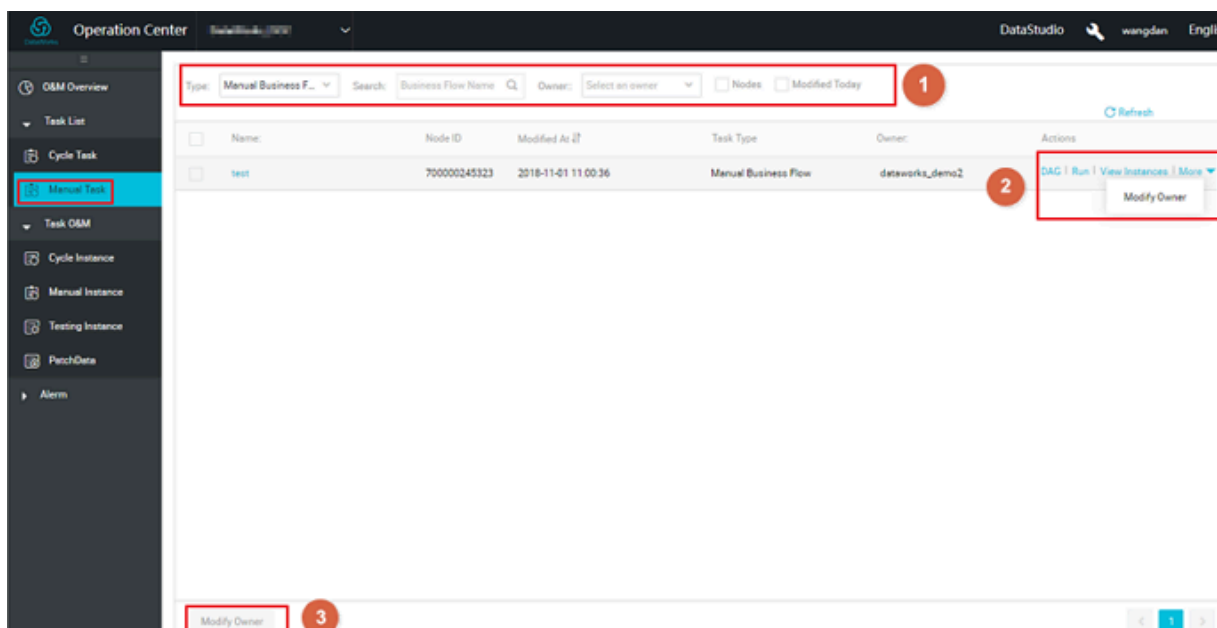 Operation Center
DataStudio wangdan Engli
O&M Overview
Task List
Cycle Task
Manual Task
Task O&M
Cycle Instance
Manual Instance
Testing Instance
PatchData
Alarm
Type: Manual Business F... Search: Business Flow Name Owner: Select an owner Nodes Modified Today
1
Refresh
Name: Node ID Modified At Task Type Owner: Actions
test 700000245323 2018-11-01 11:00:36 Manual Business Flow dataworks_demo2 DAG | Run | View Instances | More
2
Modify Owner
Modify Owner
3
1